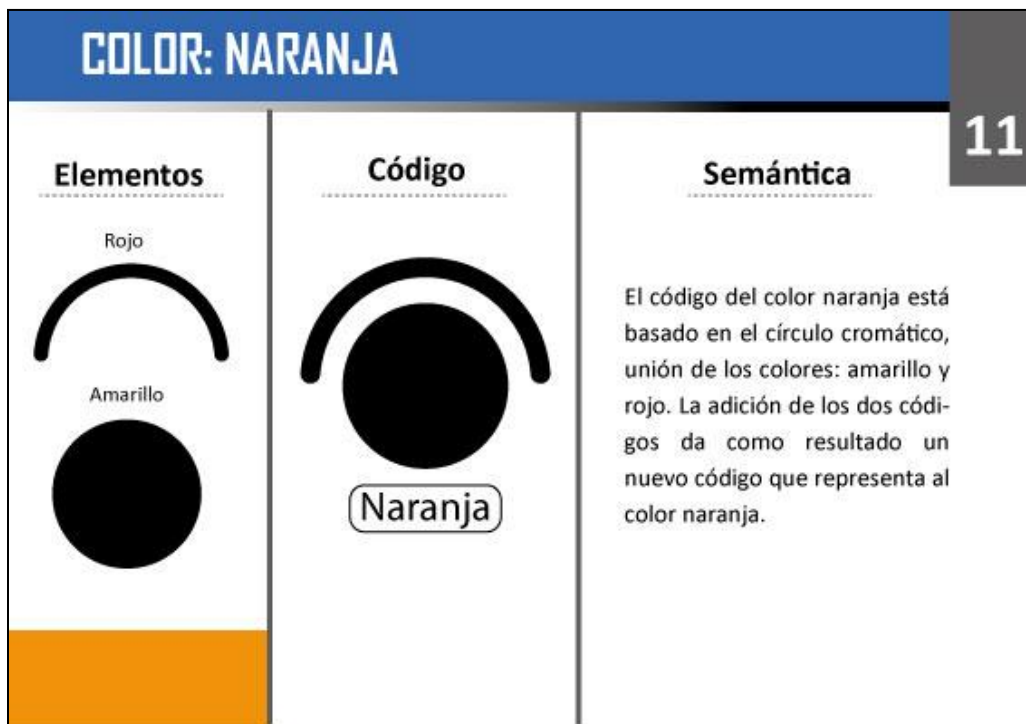 COLOR: NARANJA
11
Elementos
Rojo
Amarillo
Código
Naranja
Semántica
El código del color naranja está
basado en el círculo cromático,
unión de los colores: amarillo y
rojo. La adición de los dos códi-
gos da como resultado un
nuevo código que representa al
color naranja.